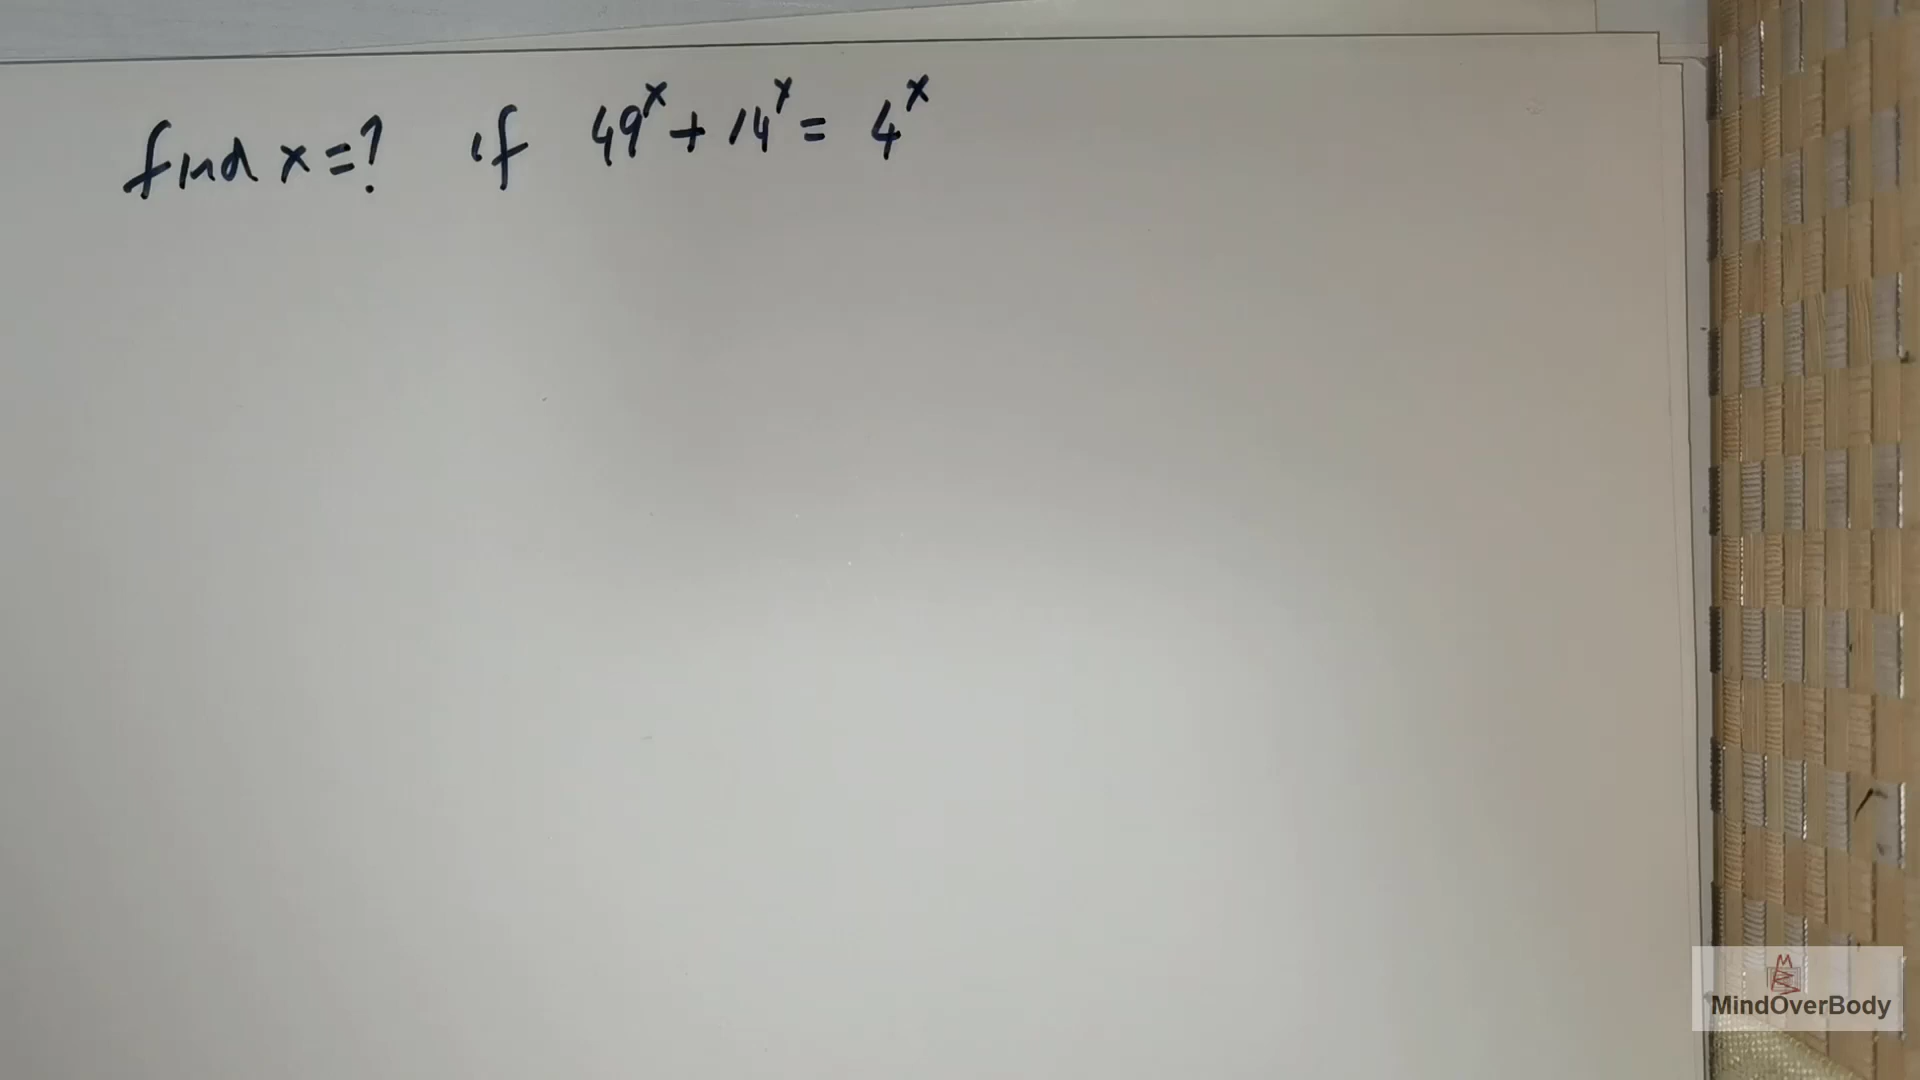 find x=? if 49^x + 14^x = 4^x
MindOverBody